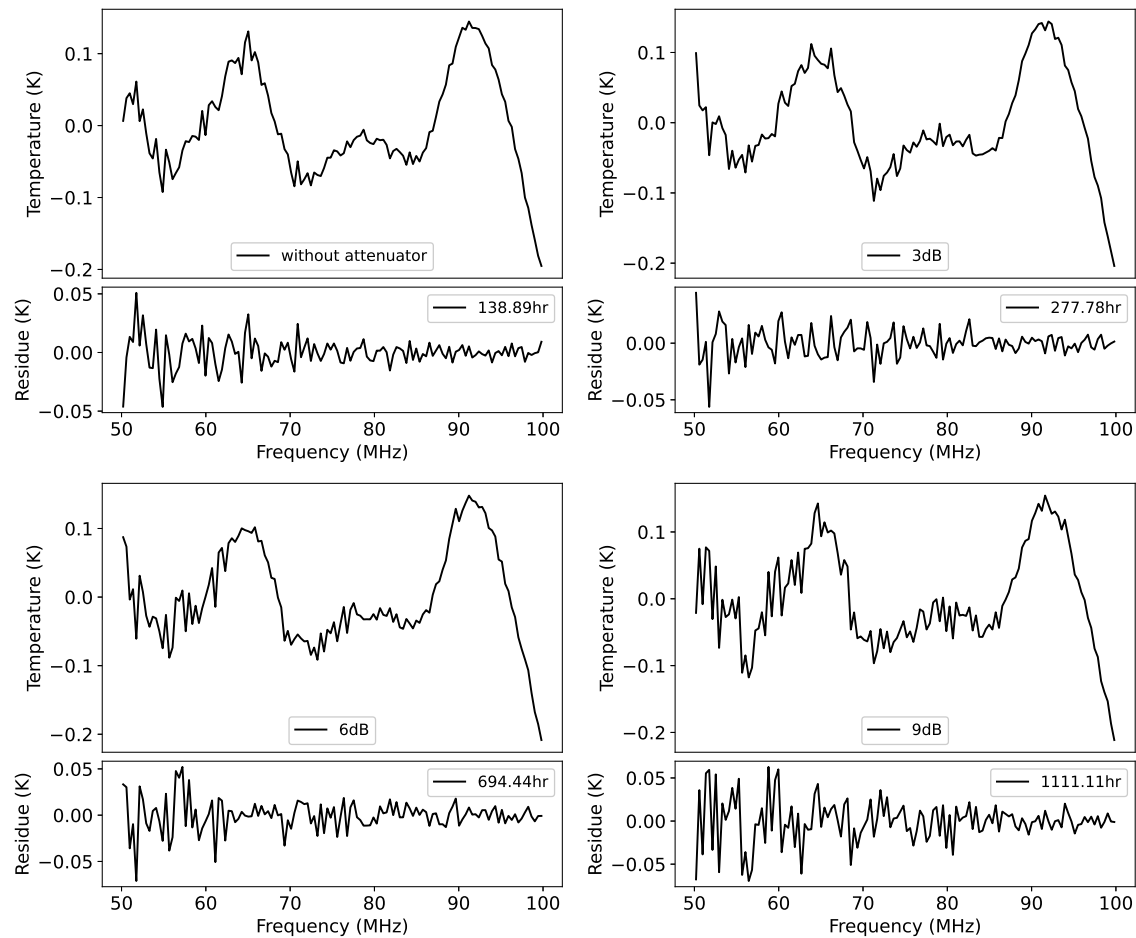 Temperature (K)
0.1
0.0
−0.1
−0.2
without attenuator
Residue (K)
0.05
0.00
−0.05
138.89hr
50 60 70 80 90 100
Frequency (MHz)
Temperature (K)
0.1
0.0
−0.1
−0.2
3dB
Residue (K)
0.00
−0.05
277.78hr
50 60 70 80 90 100
Frequency (MHz)
Temperature (K)
0.1
0.0
−0.1
−0.2
6dB
Residue (K)
0.05
0.00
−0.05
694.44hr
50 60 70 80 90 100
Frequency (MHz)
Temperature (K)
0.1
0.0
−0.1
−0.2
9dB
Residue (K)
0.05
0.00
−0.05
1111.11hr
50 60 70 80 90 100
Frequency (MHz)